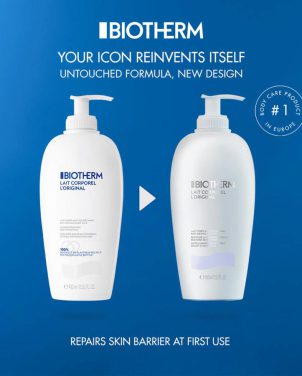 BIOTHERM
YOUR ICON REINVENTS ITSELF
UNTOUCHED FORMULA, NEW DESIGN
BODY CARE PRODUCT
#1
IN EUROPE
BIOTHERM
LAIT CORPOREL
L'ORIGINAL
100%
BIOTHERM
LAIT CORPOREL
L'ORIGINAL
REPAIRS SKIN BARRIER AT FIRST USE